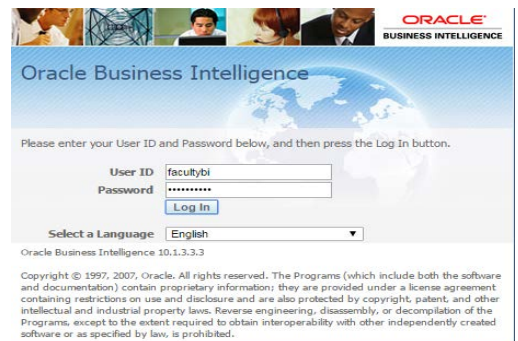 ORACLE
BUSINESS INTELLIGENCE
Oracle Business Intelligence
Please enter your User ID and Password below, and then press the Log In button.
User ID facultybi
Password ••••••••••
Log In
Select a Language English
Oracle Business Intelligence 10.1.3.3.3
Copyright © 1997, 2007, Oracle. All rights reserved. The Programs (which include both the software
and documentation) contain proprietary information; they are provided under a license agreement
containing restrictions on use and disclosure and are also protected by copyright, patent, and other
intellectual and industrial property laws. Reverse engineering, disassembly, or decompilation of the
Programs, except to the extent required to obtain interoperability with other independently created
software or as specified by law, is prohibited.